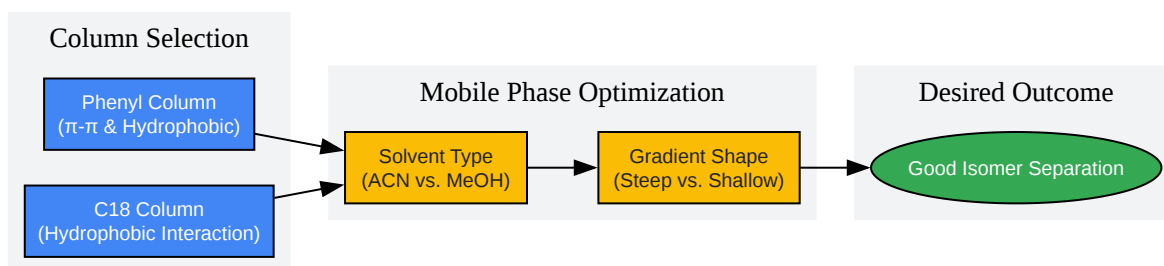 Column Selection
Phenyl Column
(π-π & Hydrophobic)
C18 Column
(Hydrophobic Interaction)
Mobile Phase Optimization
Solvent Type
(ACN vs. MeOH)
Gradient Shape
(Steep vs. Shallow)
Desired Outcome
Good Isomer Separation